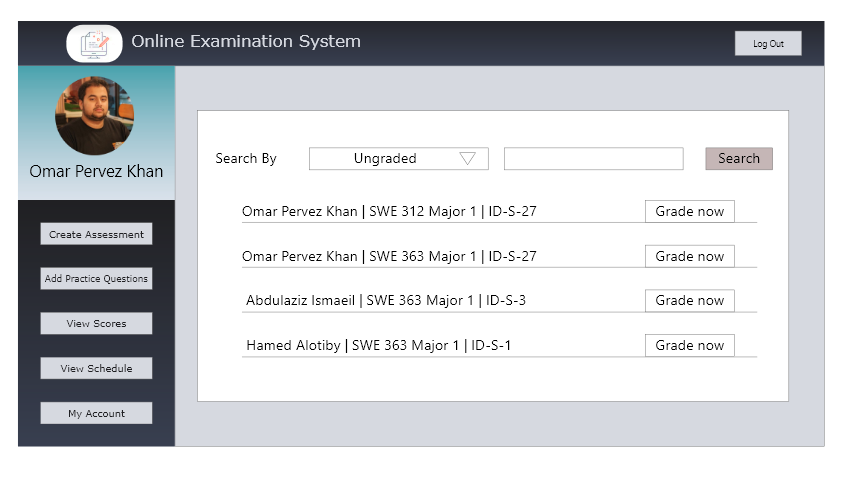 Online Examination System
Log Out
Omar Pervez Khan
Create Assessment
Add Practice Questions
View Scores
View Schedule
My Account
Search By
Ungraded
Search
Omar Pervez Khan | SWE 312 Major 1 | ID-S-27
Grade now
Omar Pervez Khan | SWE 363 Major 1 | ID-S-27
Grade now
Abdulaziz Ismaeil | SWE 363 Major 1 | ID-S-3
Grade now
Hamed Alotiby | SWE 363 Major 1 | ID-S-1
Grade now